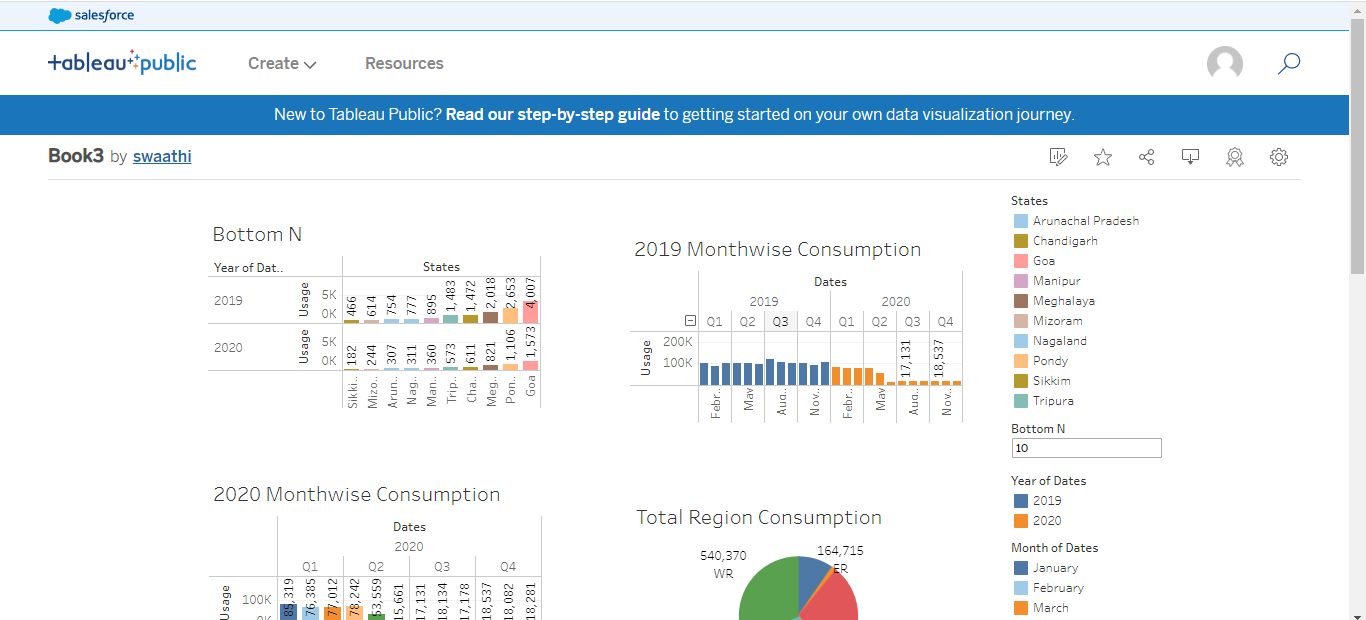 salesforce
tableau public
Create
Resources
New to Tableau Public? Read our step-by-step guide to getting started on your own data visualization journey.
Book3 by swaathi
Bottom N
Year of Dat..
States
2019
Usage
5K
0K
466
614
754
777
895
1,483
1,472
2,018
2,653
4,007
2020
Usage
5K
0K
182
244
307
311
360
573
611
821
1,106
1,573
Sikki..
Mizo..
Arun..
Nag..
Man..
Trip..
Cha..
Meg..
Pon..
Goa
2019 Monthwise Consumption
Dates
2019
2020
Q1
Q2
Q3
Q4
Q1
Q2
Q3
Q4
Usage
200K
100K
17,131
18,537
Febr..
May
Aug..
Nov..
Febr..
May
Aug..
Nov..
2020 Monthwise Consumption
Dates
2020
Q1
Q2
Q3
Q4
Usage
100K
0K
85,319
76,385
77,012
78,242
53,559
15,661
17,131
18,134
17,178
18,537
18,082
18,281
Total Region Consumption
540,370
WR
164,715
ER
States
Arunachal Pradesh
Chandigarh
Goa
Manipur
Meghalaya
Mizoram
Nagaland
Pondy
Sikkim
Tripura
Bottom N
10
Year of Dates
2019
2020
Month of Dates
January
February
March